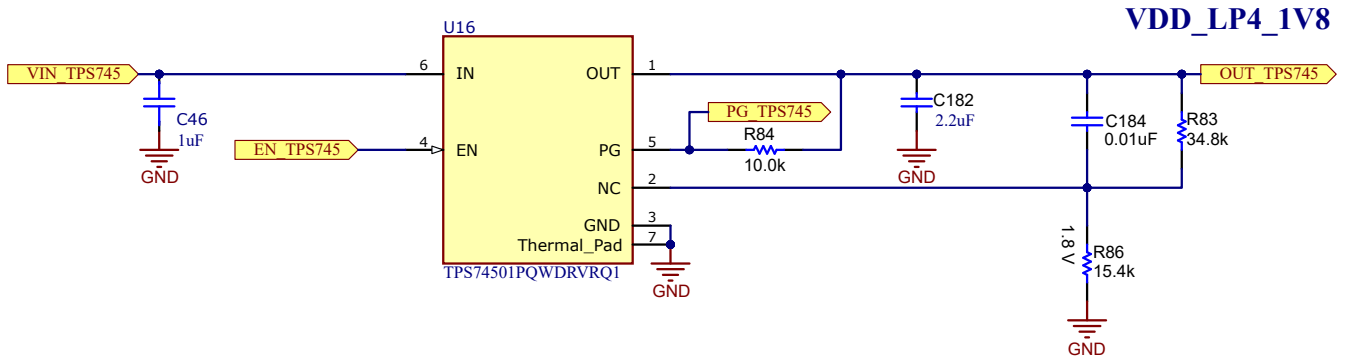 VDD_LP4_1V8
U16
VIN_TPS745
6
IN
OUT
1
OUT_TPS745
C46
1uF
PG_TPS745
C182
2.2uF
C184
0.01uF
R83
34.8k
EN_TPS745
4
EN
PG
5
R84
10.0k
GND
GND
NC
2
GND
3
Thermal_Pad
7
TPS74501PQWDRVRQ1
GND
1.8 V
R86
15.4k
GND